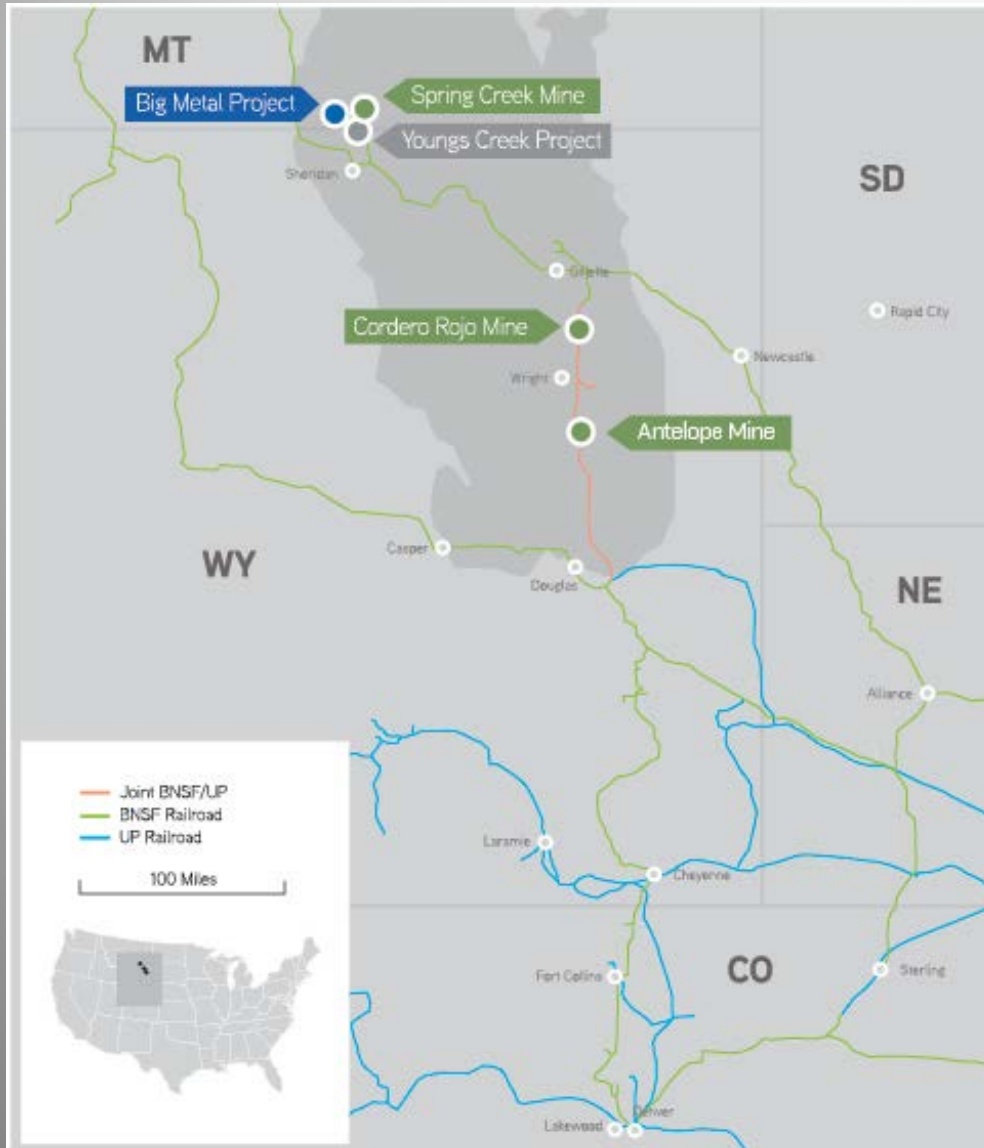 MT
Big Metal Project
Spring Creek Mine
Youngs Creek Project
Sheridan
SD
Gillette
Rapid City
Cordero Rojo Mine
Newcastle
Wright
Antelope Mine
Casper
WY
Douglas
NE
Alliance
Joint BNSF/UP
BNSF Railroad
UP Railroad
Laramie
Cheyenne
100 Miles
Fort Collins
CO
Sterling
Lakewood
Denver